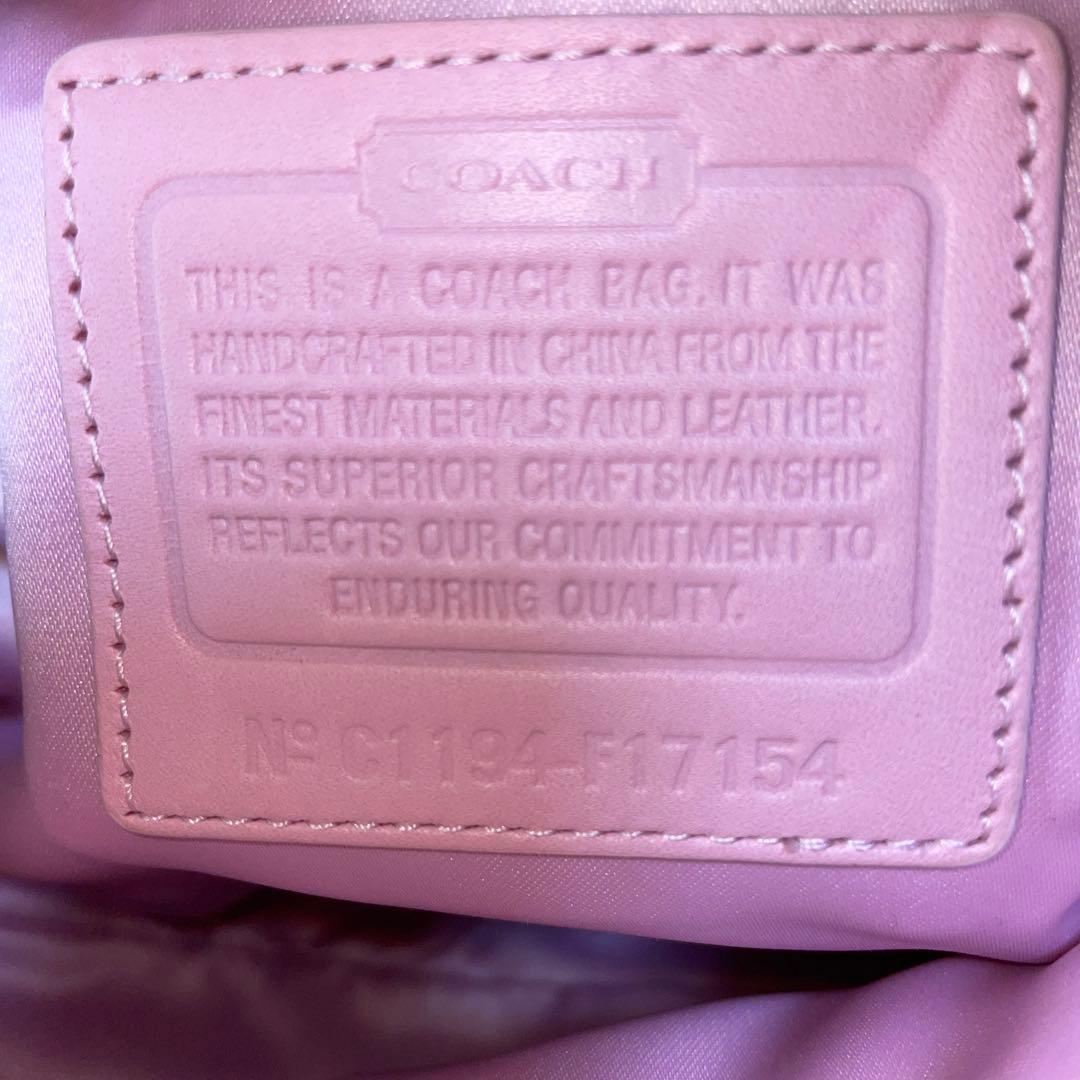 COACH
THIS IS A COACH BAG. IT WAS
HANDCRAFTED IN CHINA FROM THE
FINEST MATERIALS AND LEATHER.
ITS SUPERIOR CRAFTSMANSHIP
REFLECTS OUR COMMITMENT TO
ENDURING QUALITY.
Nº C1194-F17154